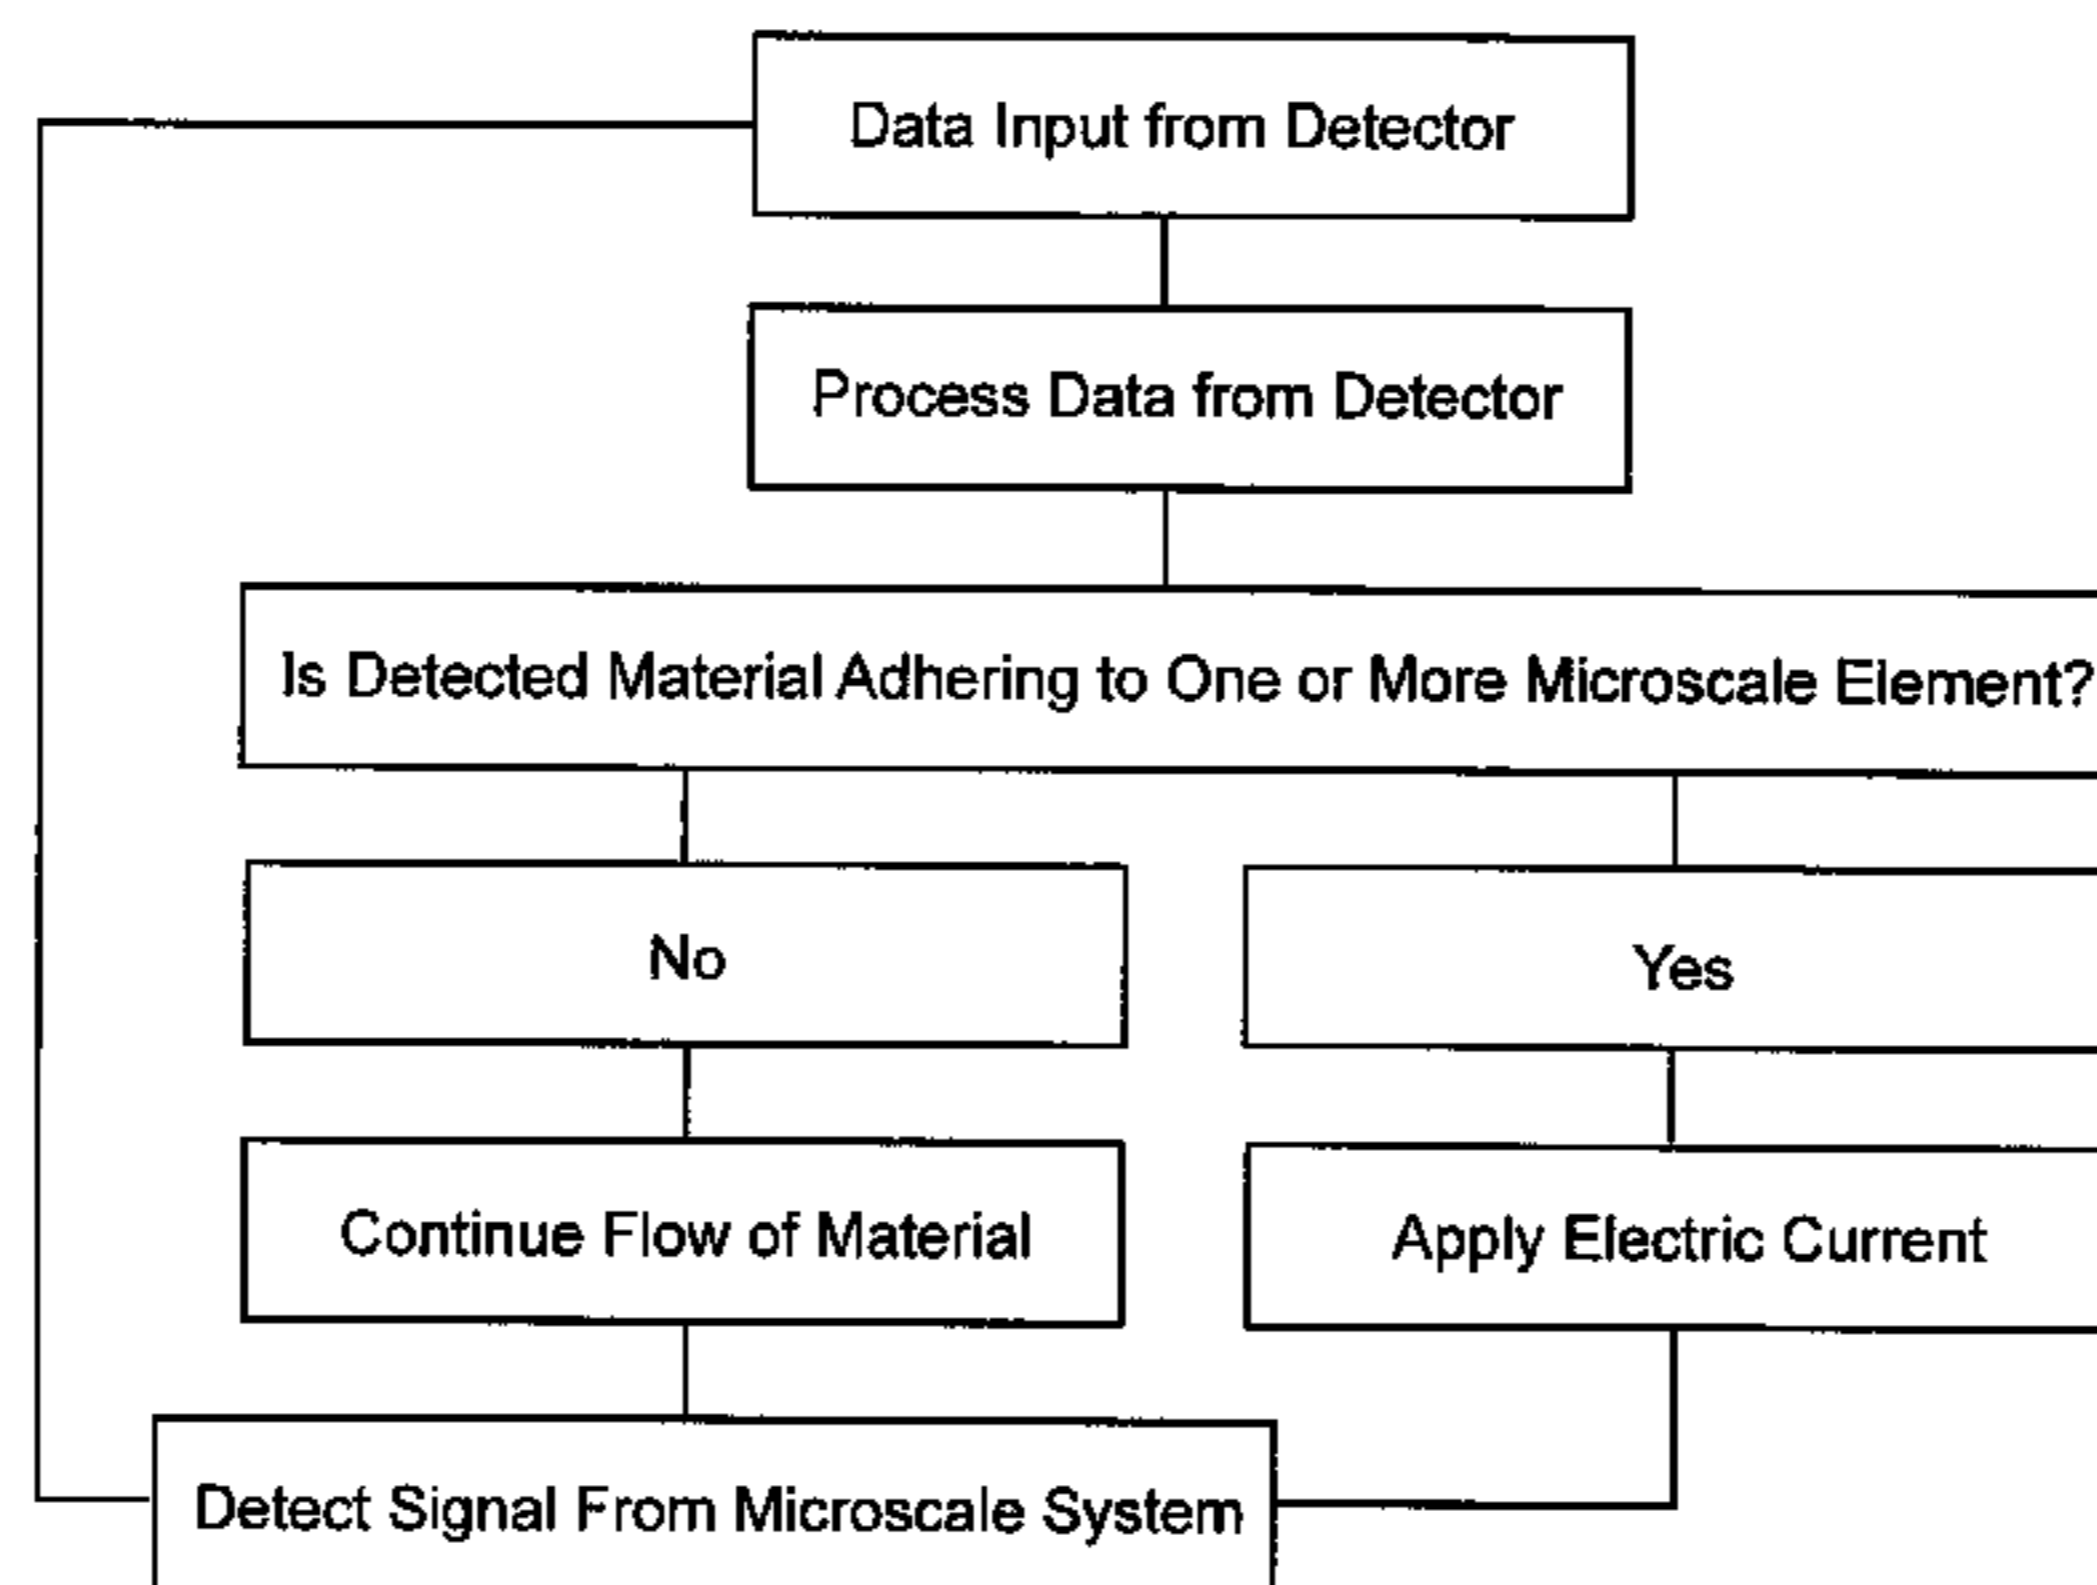 Data Input from Detector
Process Data from Detector
Is Detected Material Adhering to One or More Microscale Element?
No
Yes
Continue Flow of Material
Apply Electric Current
Detect Signal From Microscale System